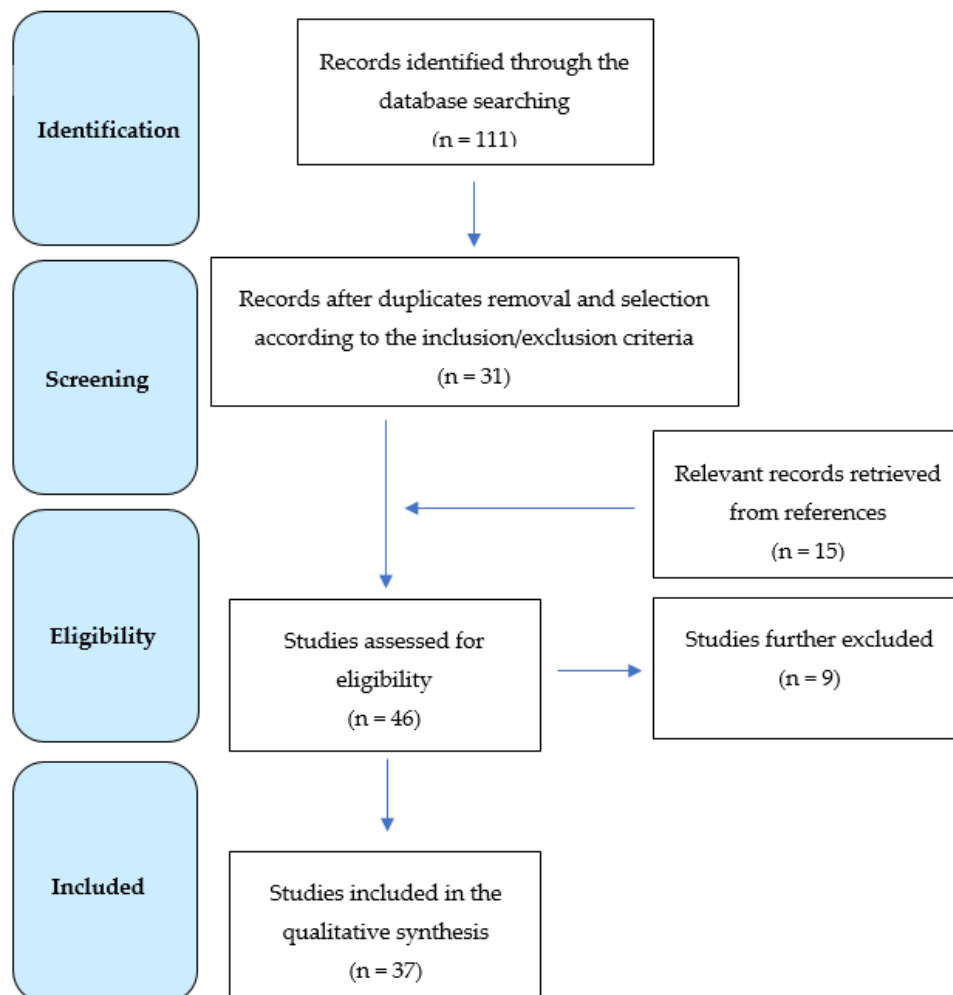 Identification
Records identified through the
database searching
(n = 111)
Screening
Records after duplicates removal and selection
according to the inclusion/exclusion criteria
(n = 31)
Relevant records retrieved
from references
(n = 15)
Eligibility
Studies assessed for
eligibility
(n = 46)
Studies further excluded
(n = 9)
Included
Studies included in the
qualitative synthesis
(n = 37)